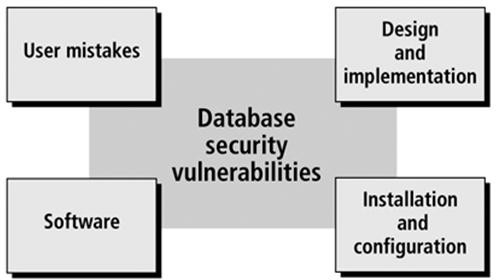 User mistakes
Design
and
implementation
Database
security
vulnerabilities
Software
Installation
and
configuration